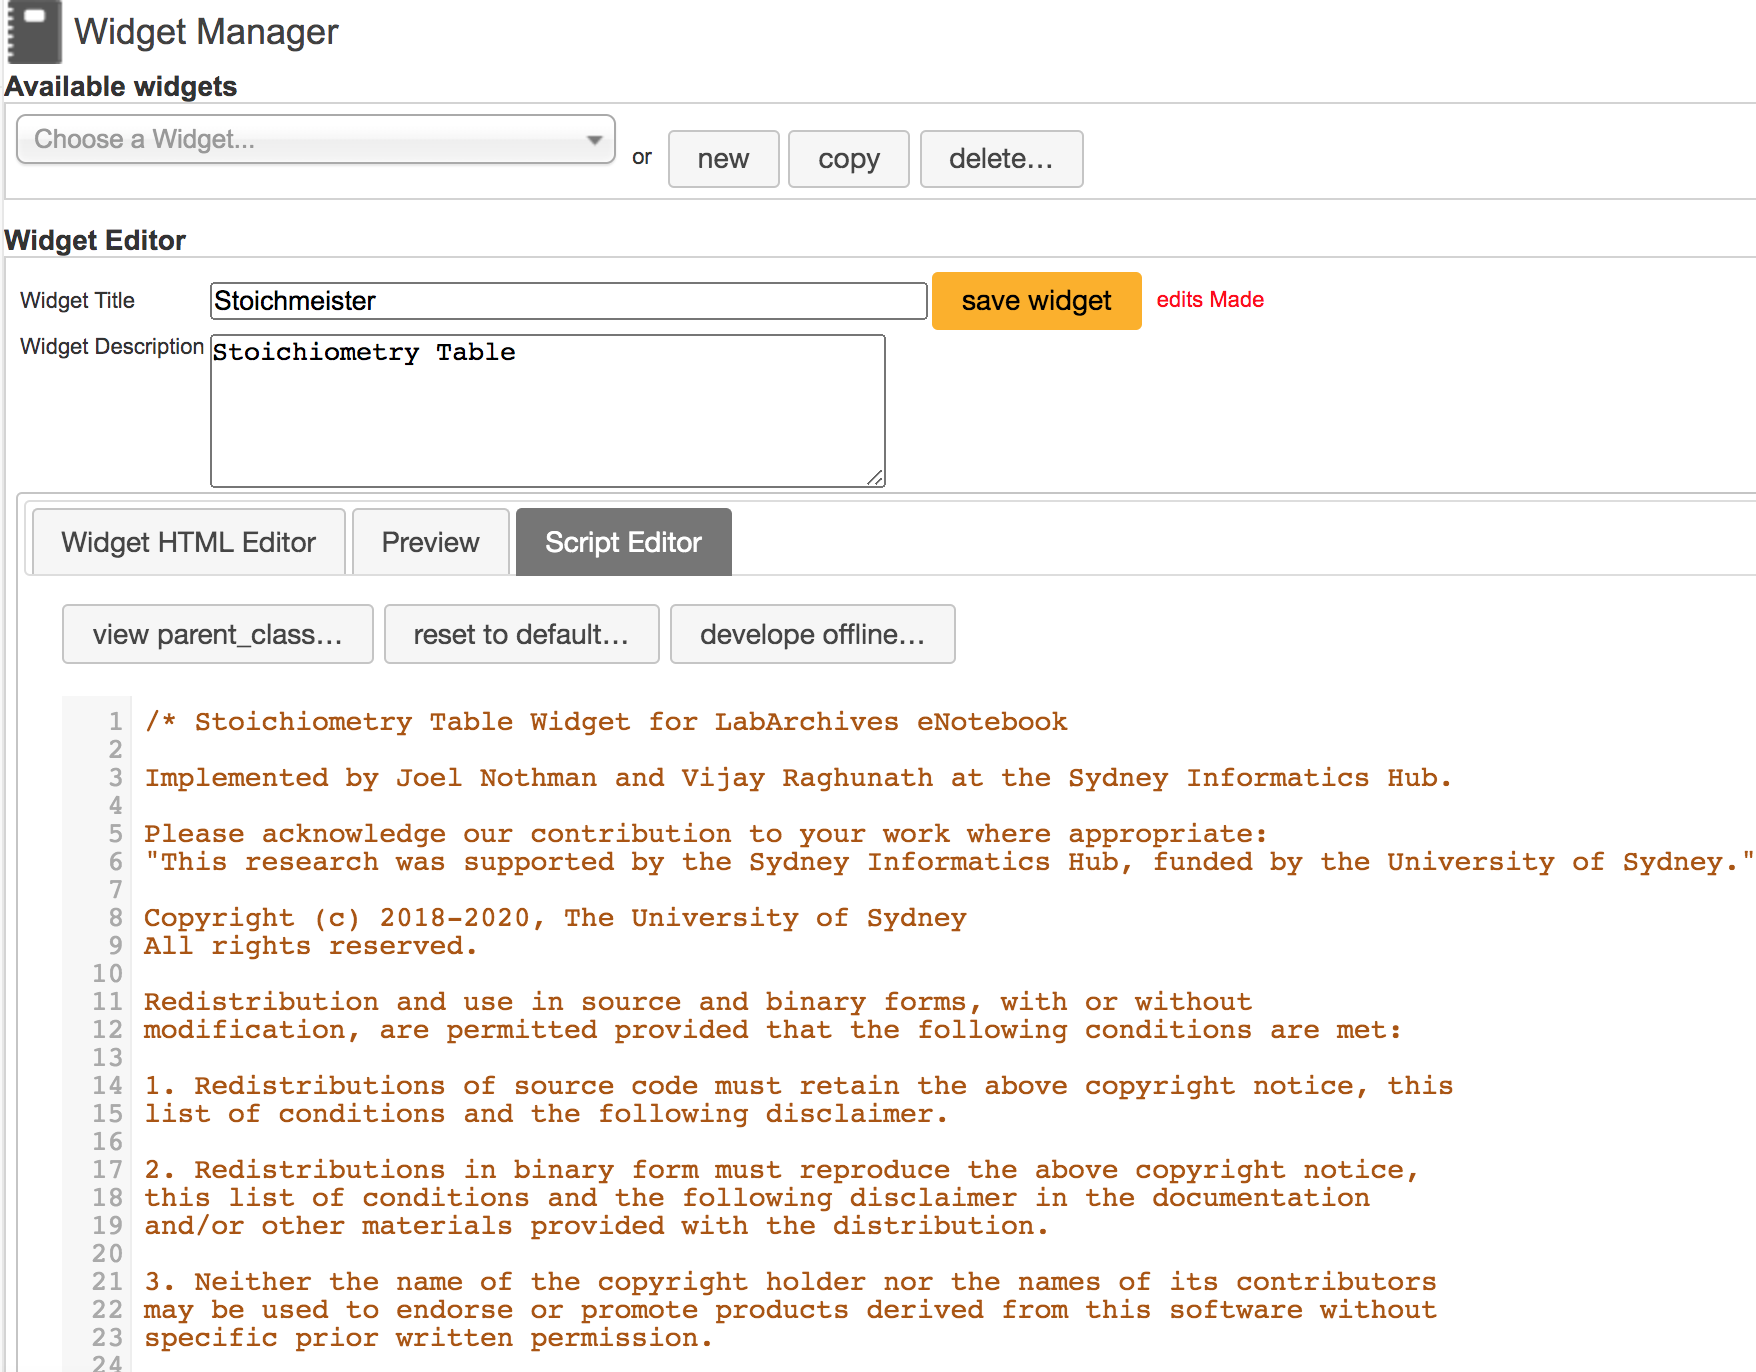 Widget Manager
Available widgets
Choose a Widget...
or
new
copy
delete...
Widget Editor
Widget Title
Stoichmeister
save widget
edits Made
Widget Description
Stoichiometry Table
Widget HTML Editor
Preview
Script Editor
view parent_class...
reset to default...
develope offline...
1 /* Stoichiometry Table Widget for LabArchives eNotebook
2
3 Implemented by Joel Nothman and Vijay Raghunath at the Sydney Informatics Hub.
4
5 Please acknowledge our contribution to your work where appropriate:
6 "This research was supported by the Sydney Informatics Hub, funded by the University of Sydney."
7
8 Copyright (c) 2018-2020, The University of Sydney
9 All rights reserved.
10
11 Redistribution and use in source and binary forms, with or without
12 modification, are permitted provided that the following conditions are met:
13
14 1. Redistributions of source code must retain the above copyright notice, this
15 list of conditions and the following disclaimer.
16
17 2. Redistributions in binary form must reproduce the above copyright notice,
18 this list of conditions and the following disclaimer in the documentation
19 and/or other materials provided with the distribution.
20
21 3. Neither the name of the copyright holder nor the names of its contributors
22 may be used to endorse or promote products derived from this software without
23 specific prior written permission.
24